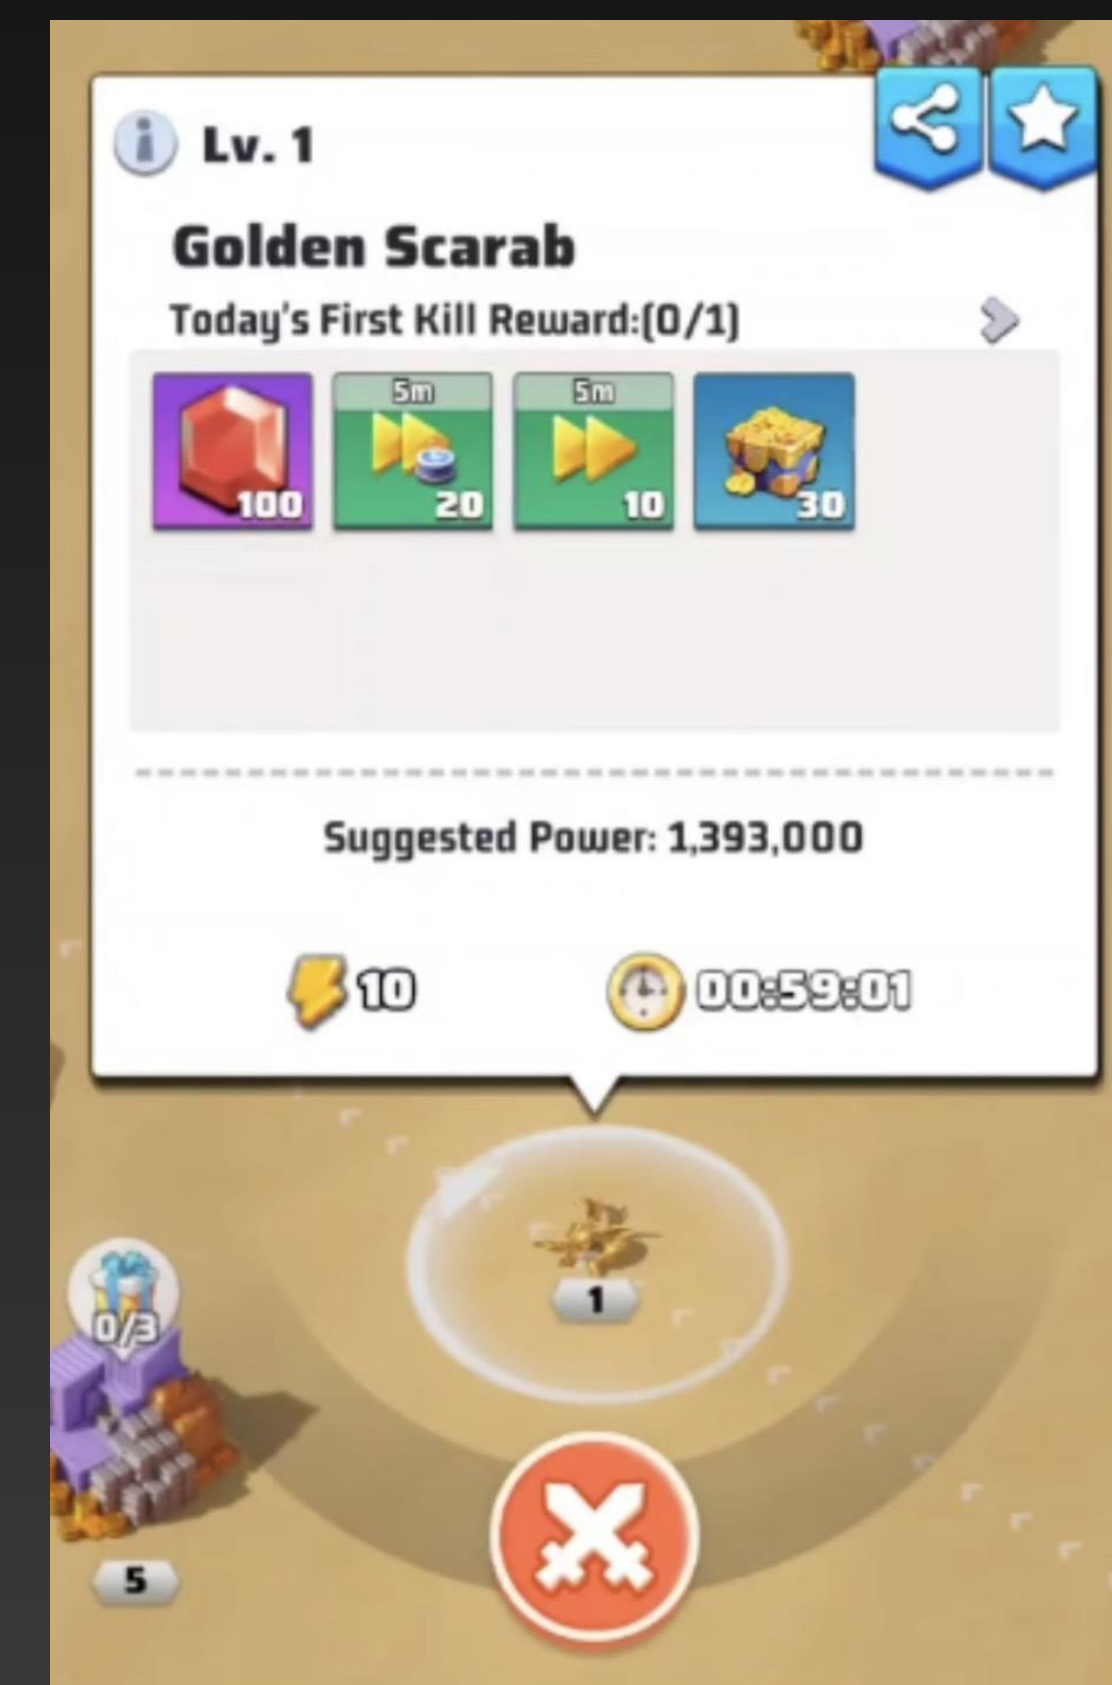 Lv. 1
Golden Scarab
Today's First Kill Reward:(0/1)
100
5m
20
5m
10
30
Suggested Power: 1,393,000
10
00:59:01
1
0/3
5